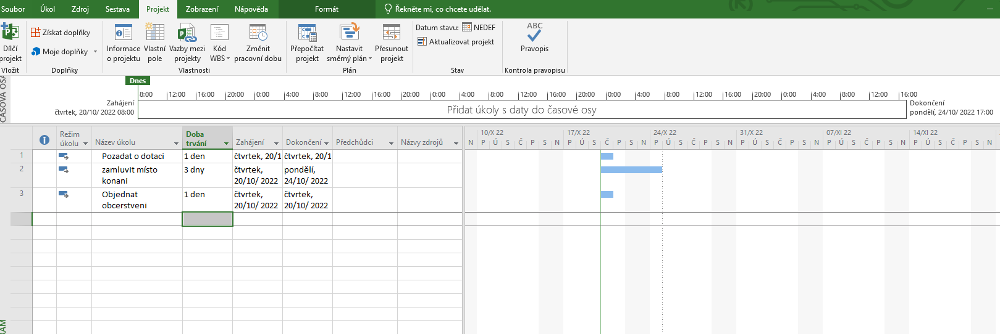 Soubor Úkol Zdroj Sestava Projekt Zobrazení Nápověda Formát Řekněte mi, co chcete udělat.
Dílčí projekt
Vložit
Získat doplňky
Moje doplňky
Doplňky
Informace o projektu
Vlastní pole
Vazby mezi projekty
Kód WBS
Změnit pracovní dobu
Vlastnosti
Přepočítat projekt
Nastavit směrný plán
Přesunout projekt
Plán
Datum stavu: NEDEF
Aktualizovat projekt
Stav
ABC
Pravopis
Kontrola pravopisu
ČASOVÁ OSA
Dnes
8:00 12:00 16:00 20:00 0:00 4:00 8:00 12:00 16:00 20:00 0:00 4:00 8:00 12:00 16:00 20:00 0:00 4:00 8:00 12:00 16:00 20:00 0:00 4:00 8:00 12:00 16:00
Zahájení
čtvrtek, 20/10/ 2022 08:00
Přidat úkoly s daty do časové osy
Dokončení
pondělí, 24/10/ 2022 17:00
Režim úkolu Název úkolu Doba trvání Zahájení Dokončení Předchůdci Názvy zdrojů
10/X 22 17/X 22 24/X 22 31/X 22 07/XI 22 14/XI 22
N P Ú S Č P S N P Ú S Č P S N P Ú S Č P S N P Ú S Č P S N P Ú S Č P S N P Ú S Č P S N
1 Pozadat o dotaci 1 den čtvrtek, 20/1 čtvrtek, 20/1
2 zamluvit místo konani 3 dny čtvrtek, 20/10/ 2022 pondělí, 24/10/ 2022
3 Objednat obcerstveni 1 den čtvrtek, 20/10/ 2022 čtvrtek, 20/10/ 2022
RAM